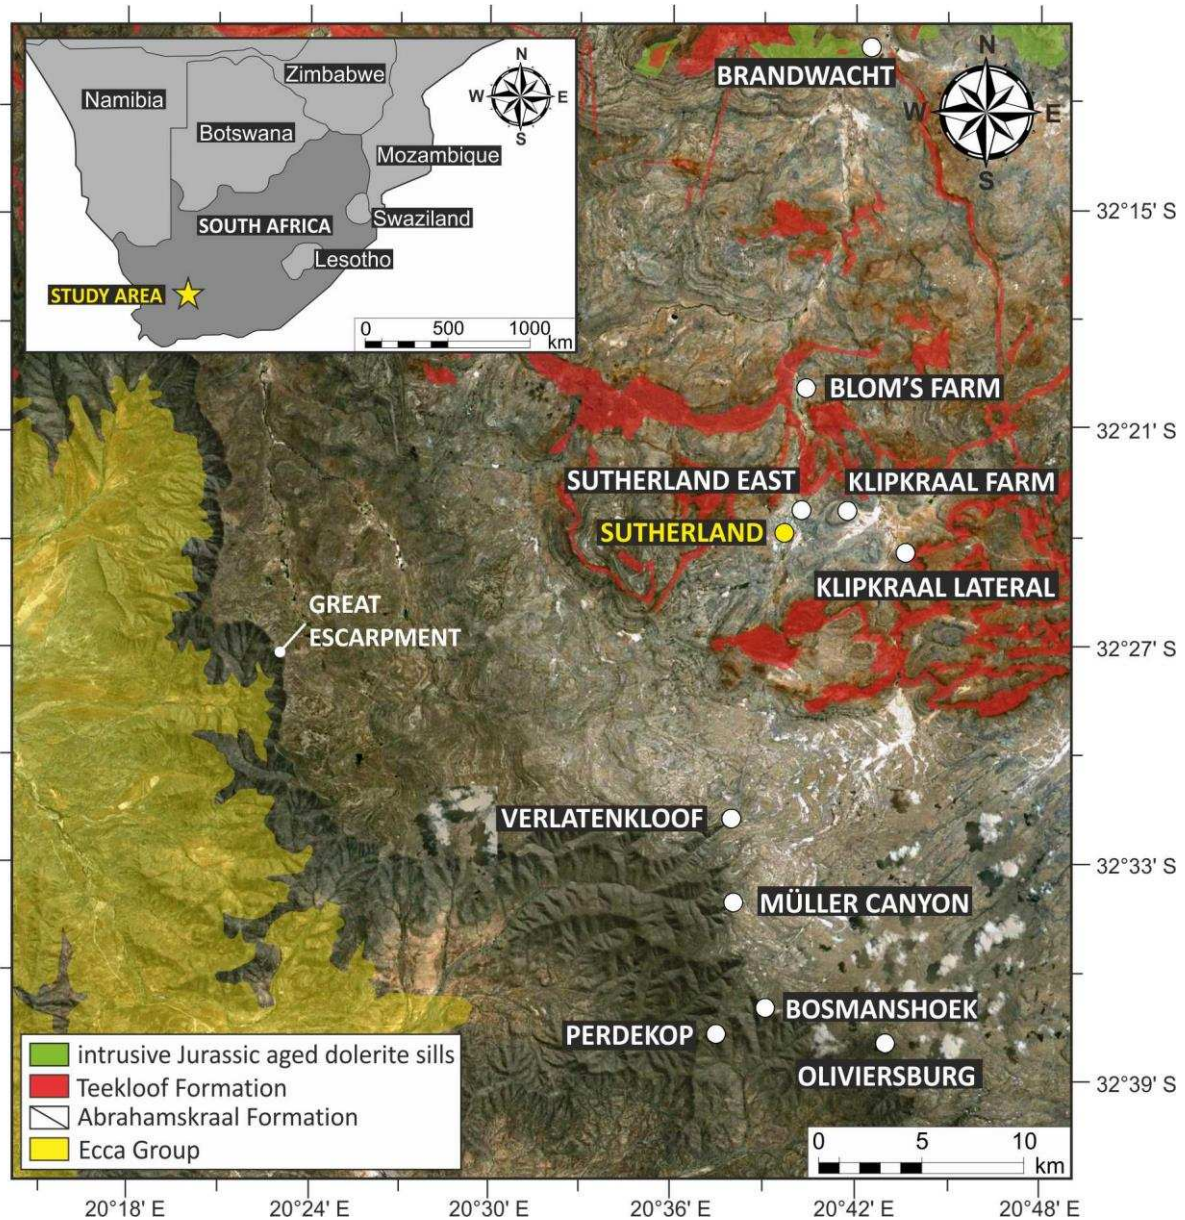 Namibia
Zimbabwe
Botswana
Mozambique
SOUTH AFRICA
Swaziland
Lesotho
STUDY AREA
N
W
E
S
0
500
1000
km
BRANDWACHT
N
W
E
S
BLOM'S FARM
SUTHERLAND EAST
KLIPKRAAL FARM
SUTHERLAND
KLIPKRAAL LATERAL
GREAT
ESCARPMENT
VERLATENKLOOF
MÜLLER CANYON
BOSMANSHOEK
PERDEKOP
OLIVIERSBURG
32°15' S
32°21' S
32°27' S
32°33' S
32°39' S
intrusive Jurassic aged dolerite sills
Teekloof Formation
Abrahamskraal Formation
Ecca Group
0
5
10
km
20°18' E
20°24' E
20°30' E
20°36' E
20°42' E
20°48' E